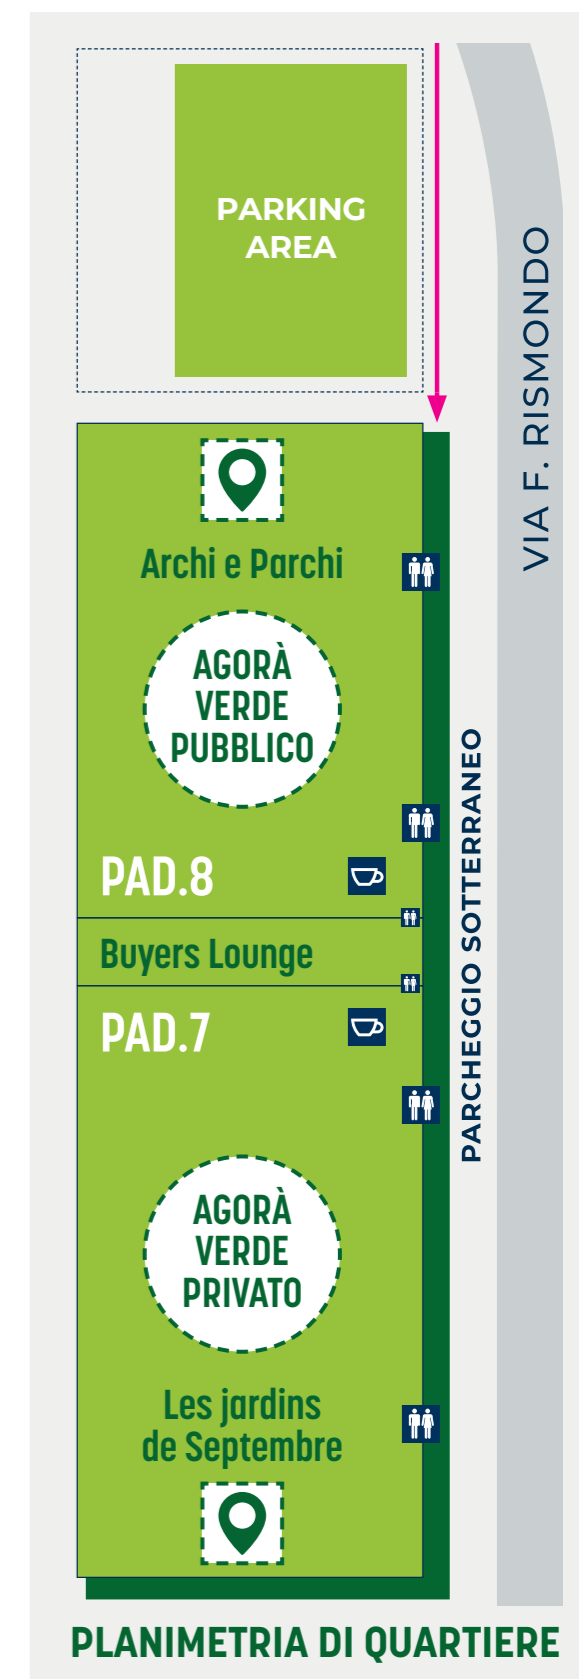 PARKING
AREA
VIA F. RISMONDO
Archi e Parchi
AGORÀ
VERDE
PUBBLICO
PARCHEGGIO SOTTERRANEO
PAD.8
Buyers Lounge
PAD.7
AGORÀ
VERDE
PRIVATO
Les jardins
de Septembre
PLANIMETRIA DI QUARTIERE